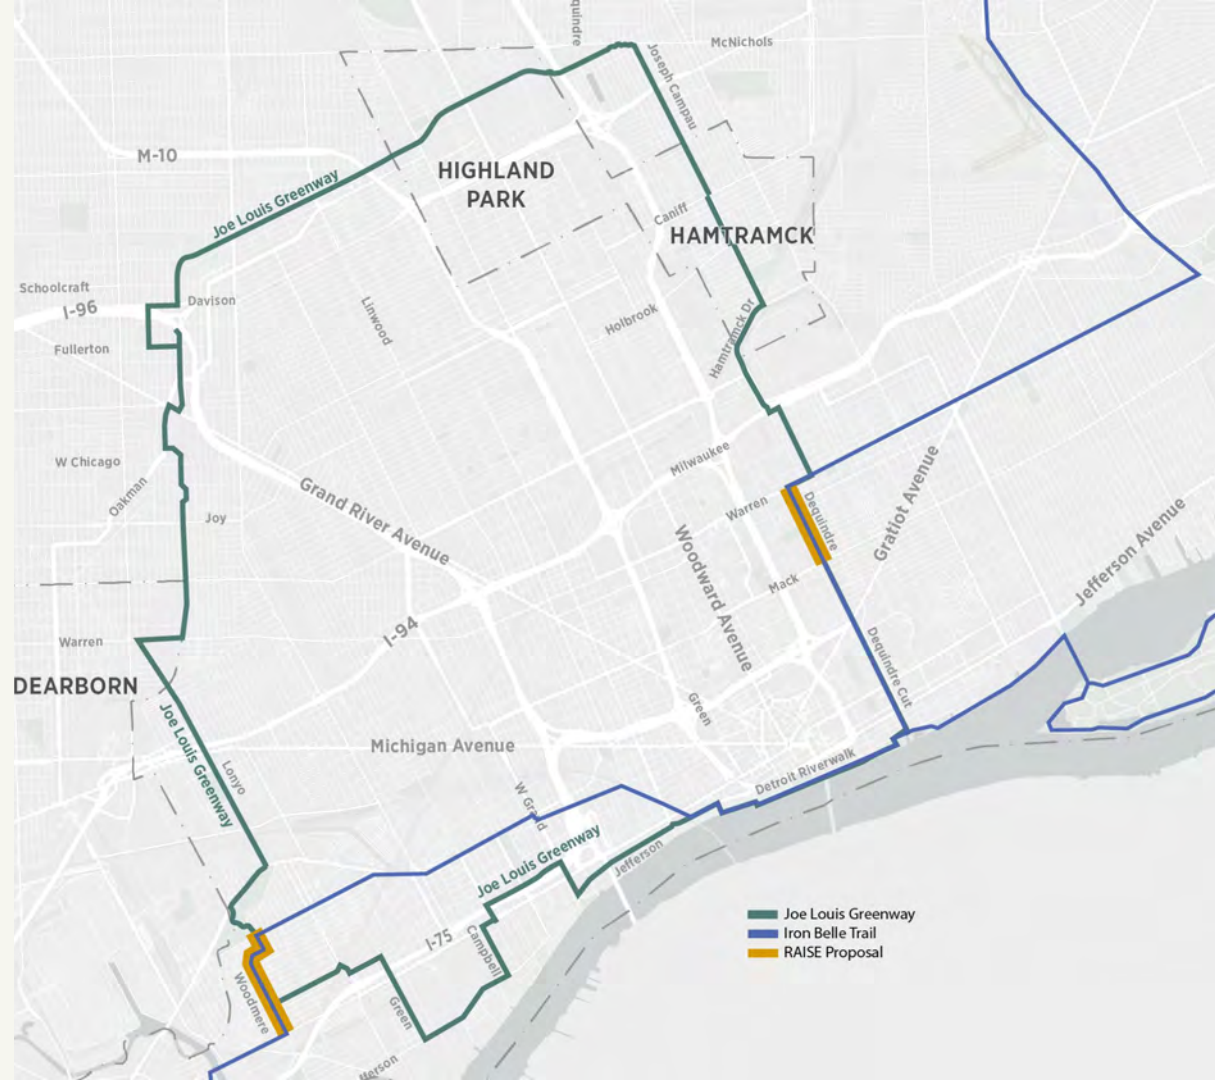 quindre
McNichols
Joseph Campau
M-10
HIGHLAND
PARK
Joe Louis Greenway
Caniff
HAMTRAMCK
Schoolcraft
I-96
Davison
Linwood
Holbrook
Hamtramck Dr
Fullerton
W Chicago
Milwaukee
Oakman
Grand River Avenue
Gratiot Avenue
Warren
Dequindre
Joy
Woodward Avenue
Jefferson Avenue
Mack
I-94
Warren
Dequindre Cut
DEARBORN
Green
Joe Louis Greenway
Michigan Avenue
Lonyo
Detroit Riverwalk
W Grand
Joe Louis Greenway
Jefferson
Joe Louis Greenway
Iron Belle Trail
RAISE Proposal
I-75
Campbell
Woodmere
Green
fferson